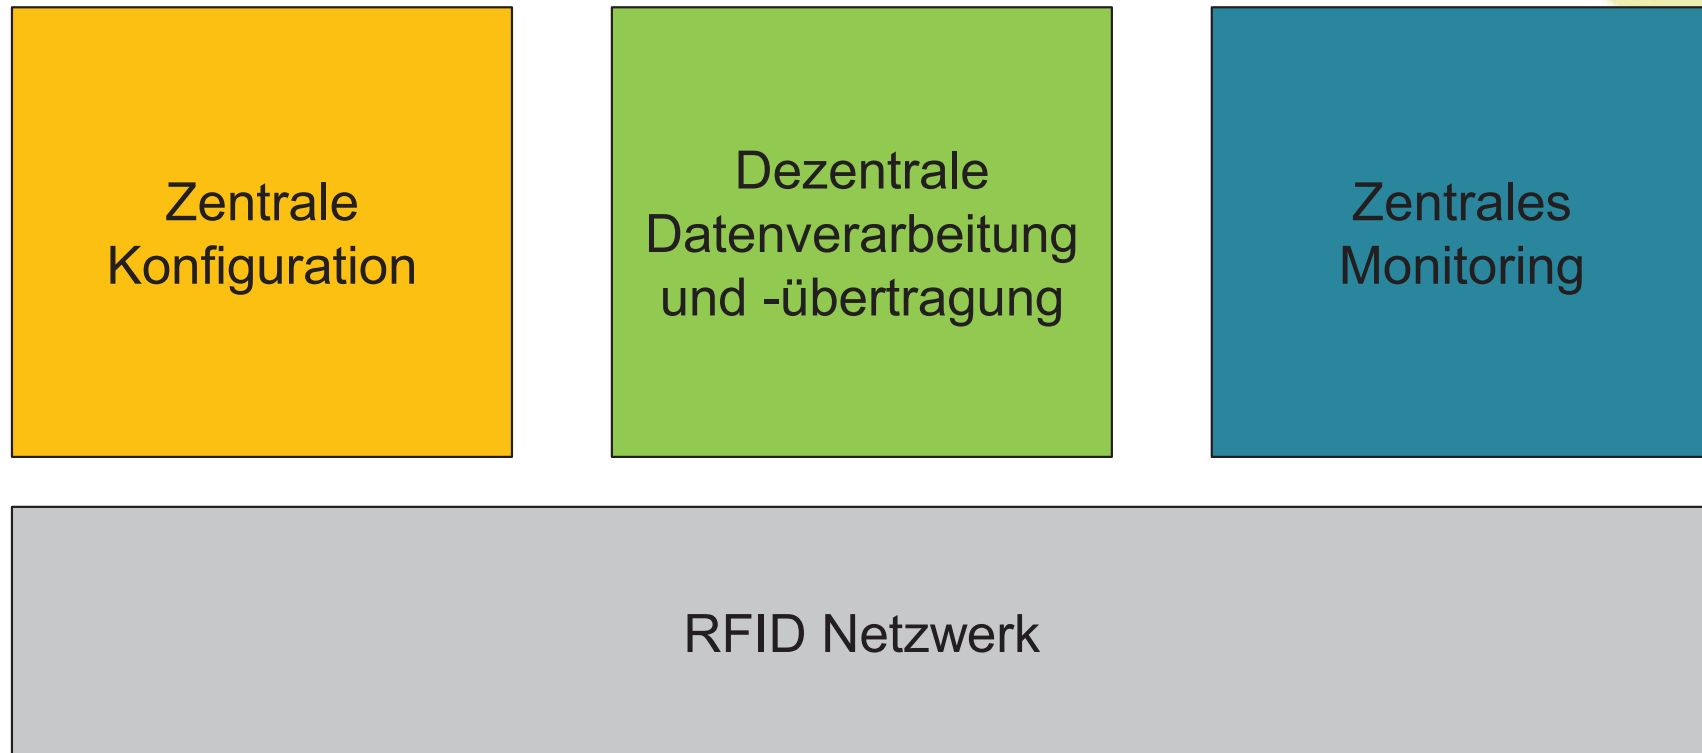 Zentrale
Konfiguration
Dezentrale
Datenverarbeitung
und -übertragung
Zentrales
Monitoring
RFID Netzwerk